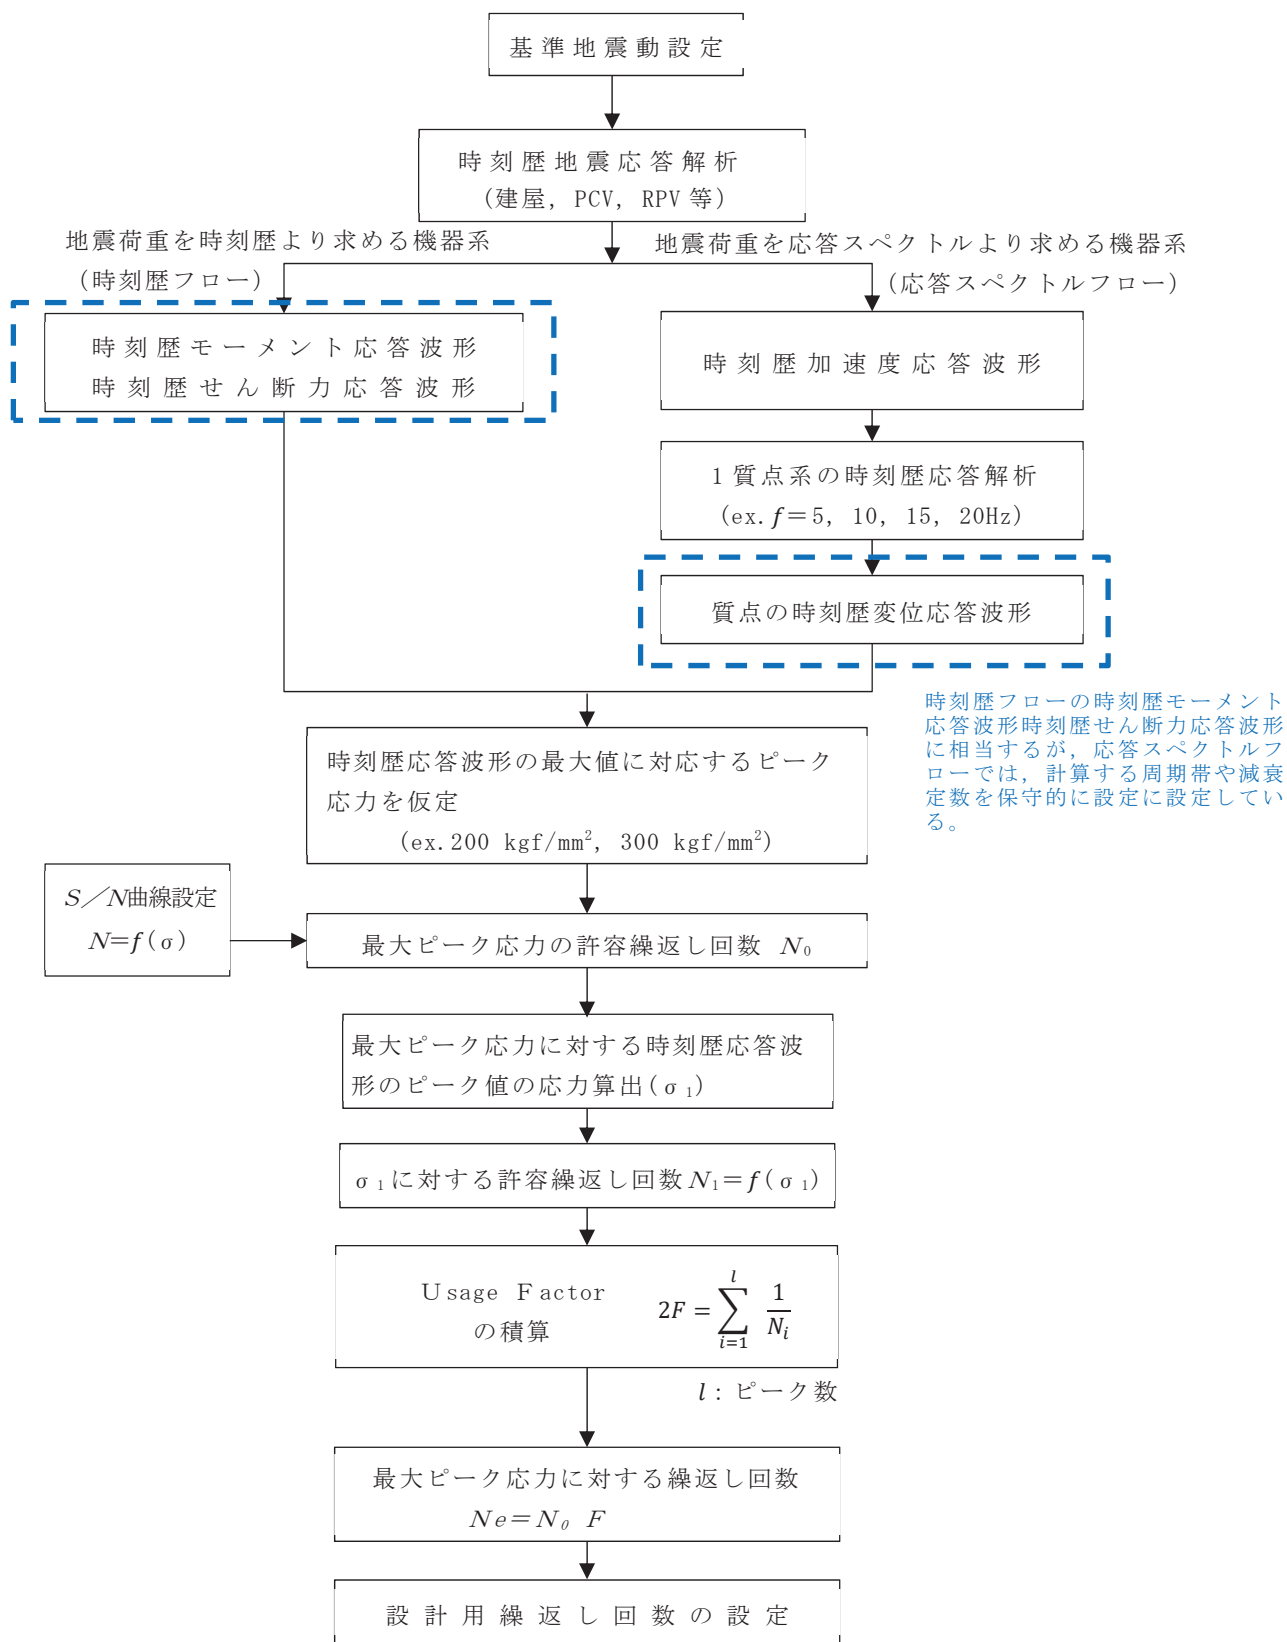 基準地震動設定
時刻歴地震応答解析
(建屋, PCV, RPV 等)
地震荷重を時刻歴より求める機器系
(時刻歴フロー)
地震荷重を応答スペクトルより求める機器系
(応答スペクトルフロー)
時刻歴モーメント応答波形
時刻歴せん断力応答波形
時刻歴加速度応答波形
1 質点系の時刻歴応答解析
(ex. f＝5, 10, 15, 20Hz)
質点の時刻歴変位応答波形
時刻歴フローの時刻歴モーメント
応答波形時刻歴せん断力応答波形
に相当するが，応答スペクトルフ
ローでは，計算する周期帯や減衰
定数を保守的に設定に設定してい
る。
時刻歴応答波形の最大値に対応するピーク
応力を仮定
(ex. 200 kgf/mm², 300 kgf/mm²)
S／N曲線設定
N＝f(σ)
最大ピーク応力の許容繰返し回数 N₀
最大ピーク応力に対する時刻歴応答波
形のピーク値の応力算出(σ₁)
σ₁に対する許容繰返し回数 N₁＝f(σ₁)
Ｕsage Ｆactor
の積算
2F = \sum_{i=1}^{l} \frac{1}{N_i}
l：ピーク数
最大ピーク応力に対する繰返し回数
Ne＝N₀ F
設計用繰返し回数の設定